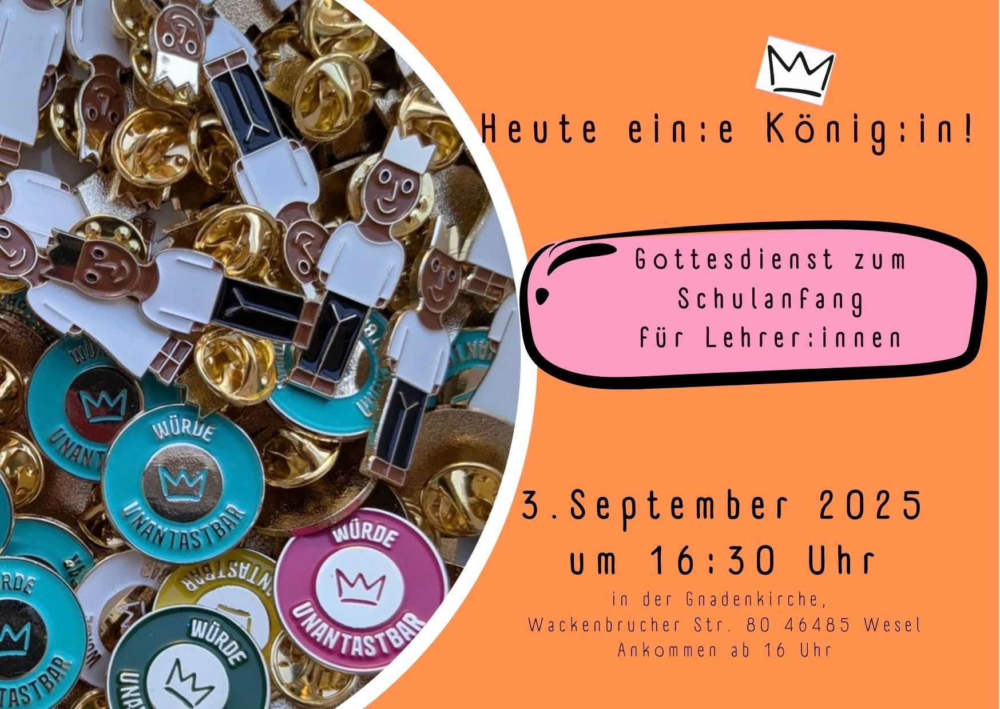 Heute ein:e König:in!
Gottesdienst zum
Schulanfang
für Lehrer:innen
3.September 2025
um 16:30 Uhr
in der Gnadenkirche,
Wackenbrucher Str. 80 46485 Wesel
Ankommen ab 16 Uhr
WÜRDE
UNANTASTBAR
WÜRDE
UNANTASTBAR
WÜRDE